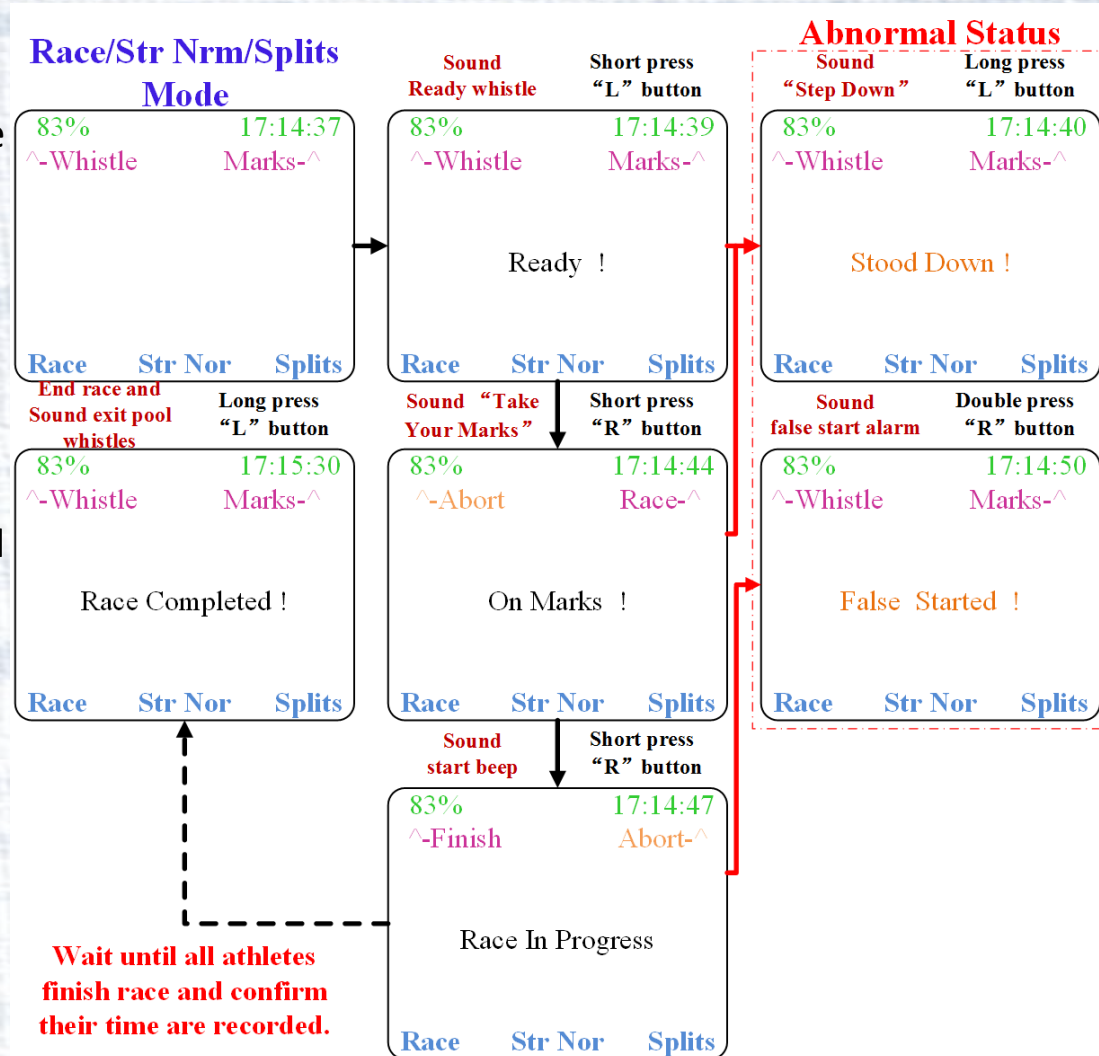 Race/Str Nrm/Splits
Mode
Abnormal Status
Sound
Ready whistle
Short press
“L” button
Sound
“Step Down”
Long press
“L” button
83% 17:14:37
^-Whistle Marks-^
Race Str Nor Splits
83% 17:14:39
^-Whistle Marks-^
Ready !
Race Str Nor Splits
83% 17:14:40
^-Whistle Marks-^
Stood Down !
Race Str Nor Splits
End race and
Sound exit pool
whistles
Long press
“L” button
Sound “Take
Your Marks”
Short press
“R” button
Sound
false start alarm
Double press
“R” button
83% 17:15:30
^-Whistle Marks-^
Race Completed !
Race Str Nor Splits
83% 17:14:44
^-Abort Race-^
On Marks !
Race Str Nor Splits
83% 17:14:50
^-Whistle Marks-^
False Started !
Race Str Nor Splits
Sound
start beep
Short press
“R” button
83% 17:14:47
^-Finish Abort-^
Race In Progress
Race Str Nor Splits
Wait until all athletes
finish race and confirm
their time are recorded.